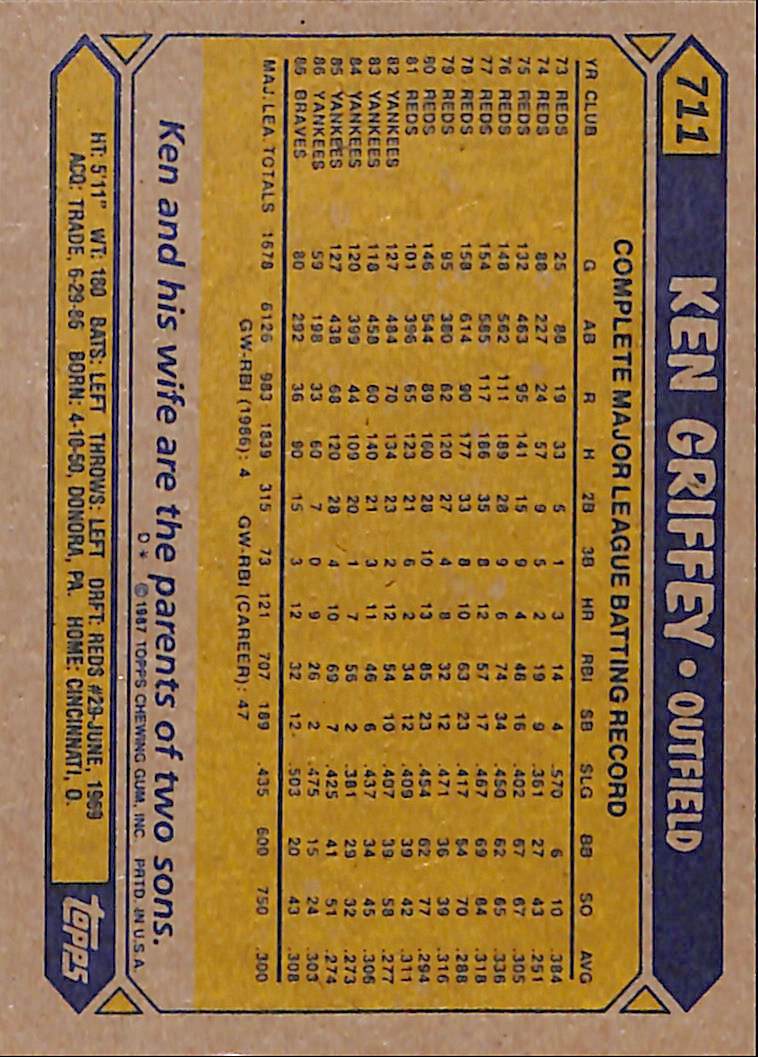 711 KEN GRIFFEY • OUTFIELD
COMPLETE MAJOR LEAGUE BATTING RECORD
YR CLUB G AB R H 2B 3B HR RBI SB SLG BB SO AVG
73 REDS 25 86 19 33 5 1 3 14 4 .570 6 10 .384
74 REDS 88 227 24 57 9 5 2 19 9 .361 27 43 .251
75 REDS 132 463 95 141 15 9 4 46 16 .402 67 67 .305
76 REDS 148 562 111 189 28 9 6 74 34 .450 62 65 .336
77 REDS 154 585 117 186 35 8 12 57 17 .467 69 84 .318
78 REDS 158 614 90 177 33 8 10 63 23 .417 54 70 .288
79 REDS 95 380 62 120 27 4 8 32 12 .471 36 39 .316
80 REDS 146 544 89 160 28 10 13 85 23 .454 62 77 .294
81 REDS 101 396 65 123 21 6 2 34 12 .409 39 42 .311
82 YANKEES 127 484 70 134 23 2 12 54 10 .407 39 58 .277
83 YANKEES 118 458 60 140 21 3 11 46 6 .437 34 45 .306
84 YANKEES 120 399 44 109 20 1 7 56 2 .381 29 32 .273
85 YANKEES 127 438 68 120 28 4 10 69 7 .425 41 51 .274
86 YANKEES 59 198 33 60 7 0 9 26 2 .475 15 24 .303
86 BRAVES 80 292 36 90 15 3 12 32 12 .503 20 43 .308
MAJ. LEA. TOTALS 1678 6126 983 1839 315 73 121 707 189 .435 600 750 .300
GW-RBI (1986): 4 GW-RBI (CAREER): 47
Ken and his wife are the parents of two sons.
D* © 1987 TOPPS CHEWING GUM, INC. PRTD. IN U.S.A.
HT: 5'11" WT: 180 BATS: LEFT THROWS: LEFT DRFT: REDS #29-JUNE, 1969
ACQ: TRADE, 6-29-86 BORN: 4-10-50, DONORA, PA. HOME: CINCINNATI, O.
topps